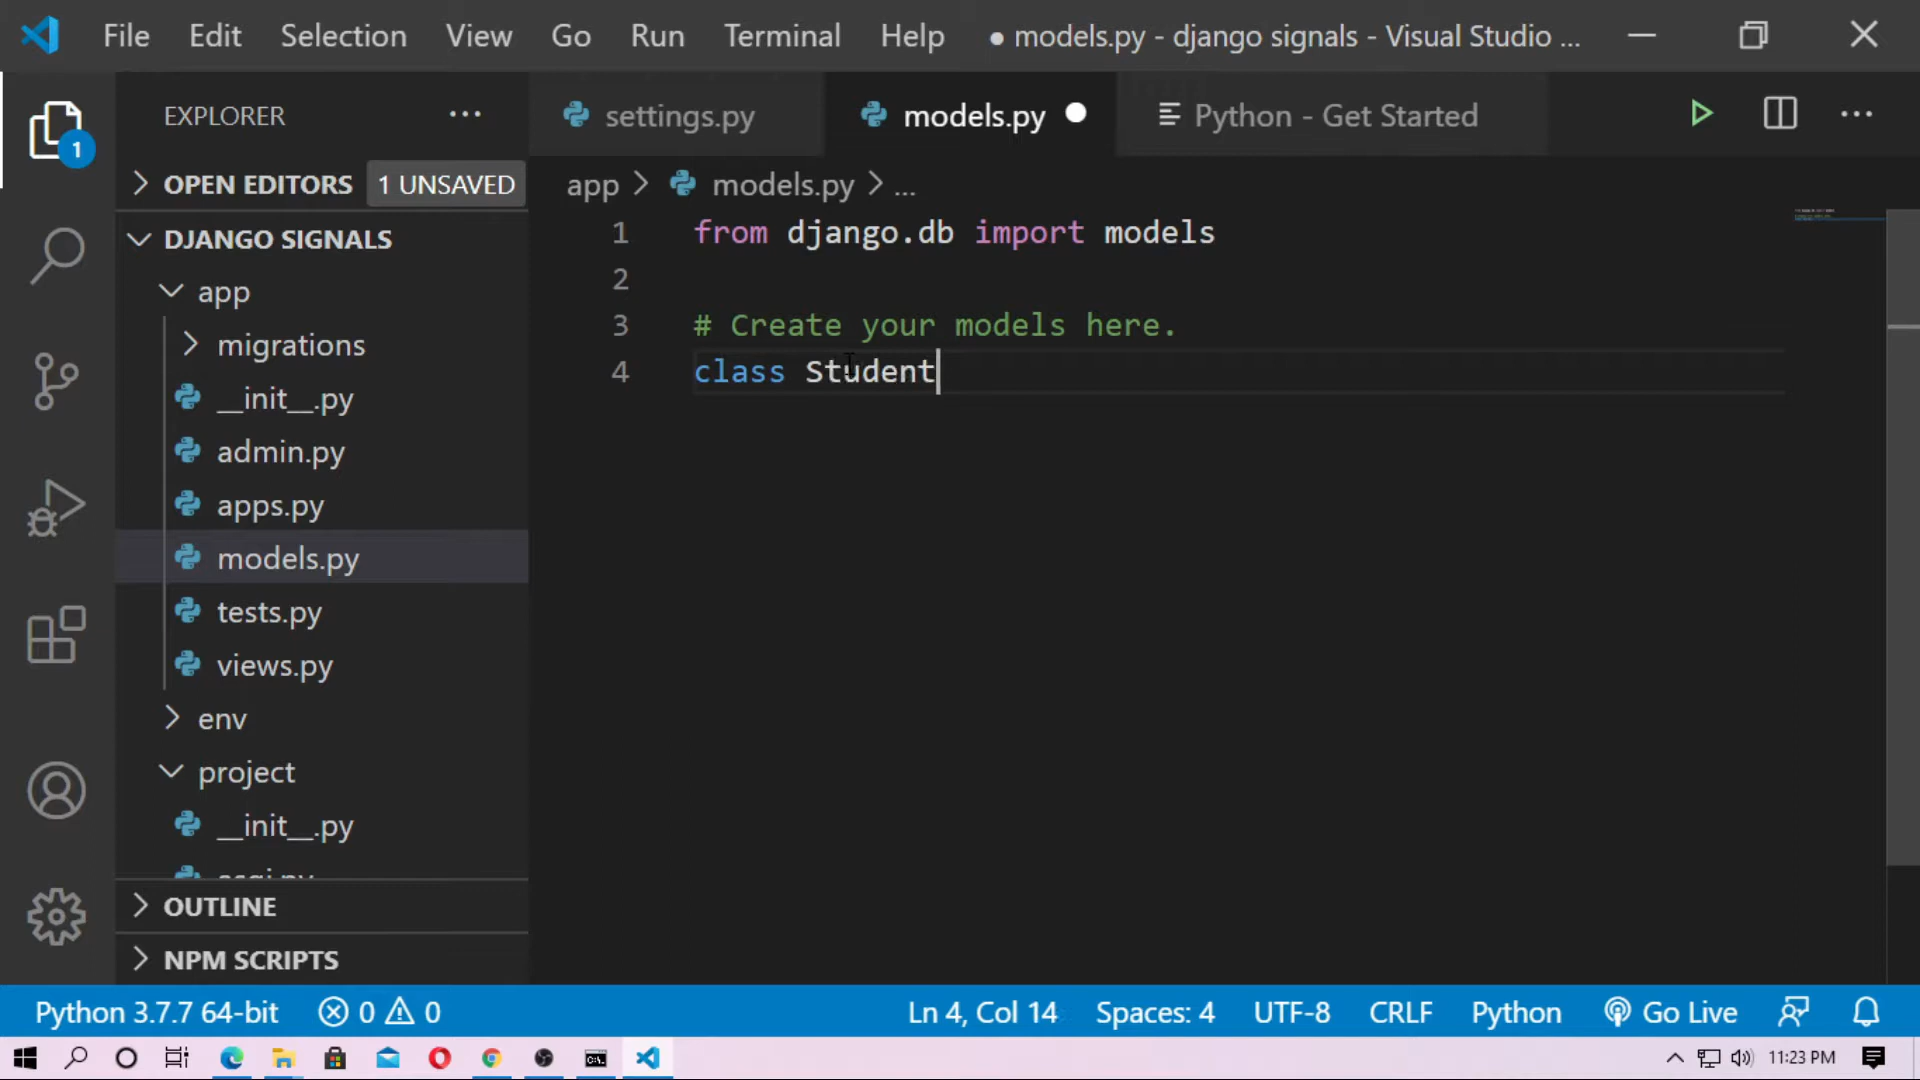 File Edit Selection View Go Run Terminal Help ● models.py - django signals - Visual Studio ...
EXPLORER ...
settings.py models.py ● Python - Get Started ...
OPEN EDITORS 1 UNSAVED
app > models.py > ...
DJANGO SIGNALS
app
migrations
__init__.py
admin.py
apps.py
models.py
tests.py
views.py
env
project
__init__.py
asgi.py
OUTLINE
NPM SCRIPTS
1 from django.db import models
2
3 # Create your models here.
4 class Student
1
Python 3.7.7 64-bit 0 0 Ln 4, Col 14 Spaces: 4 UTF-8 CRLF Python Go Live
11:23 PM